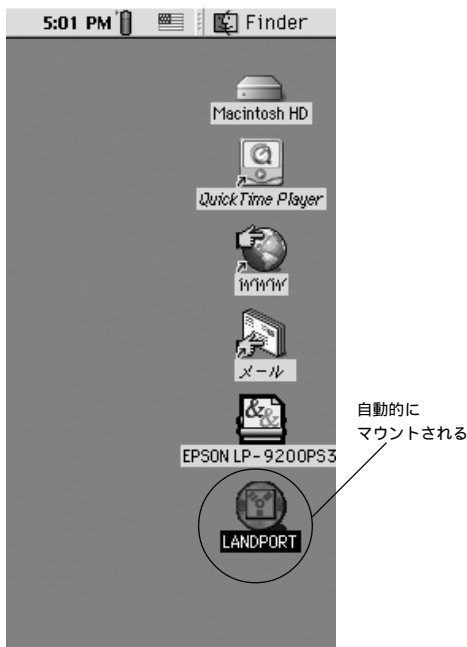 5:01 PM Finder
Macintosh HD
QuickTime Player
WWW
メール
EPSON LP-9200PS3
LANDPORT
自動的に
マウントされる